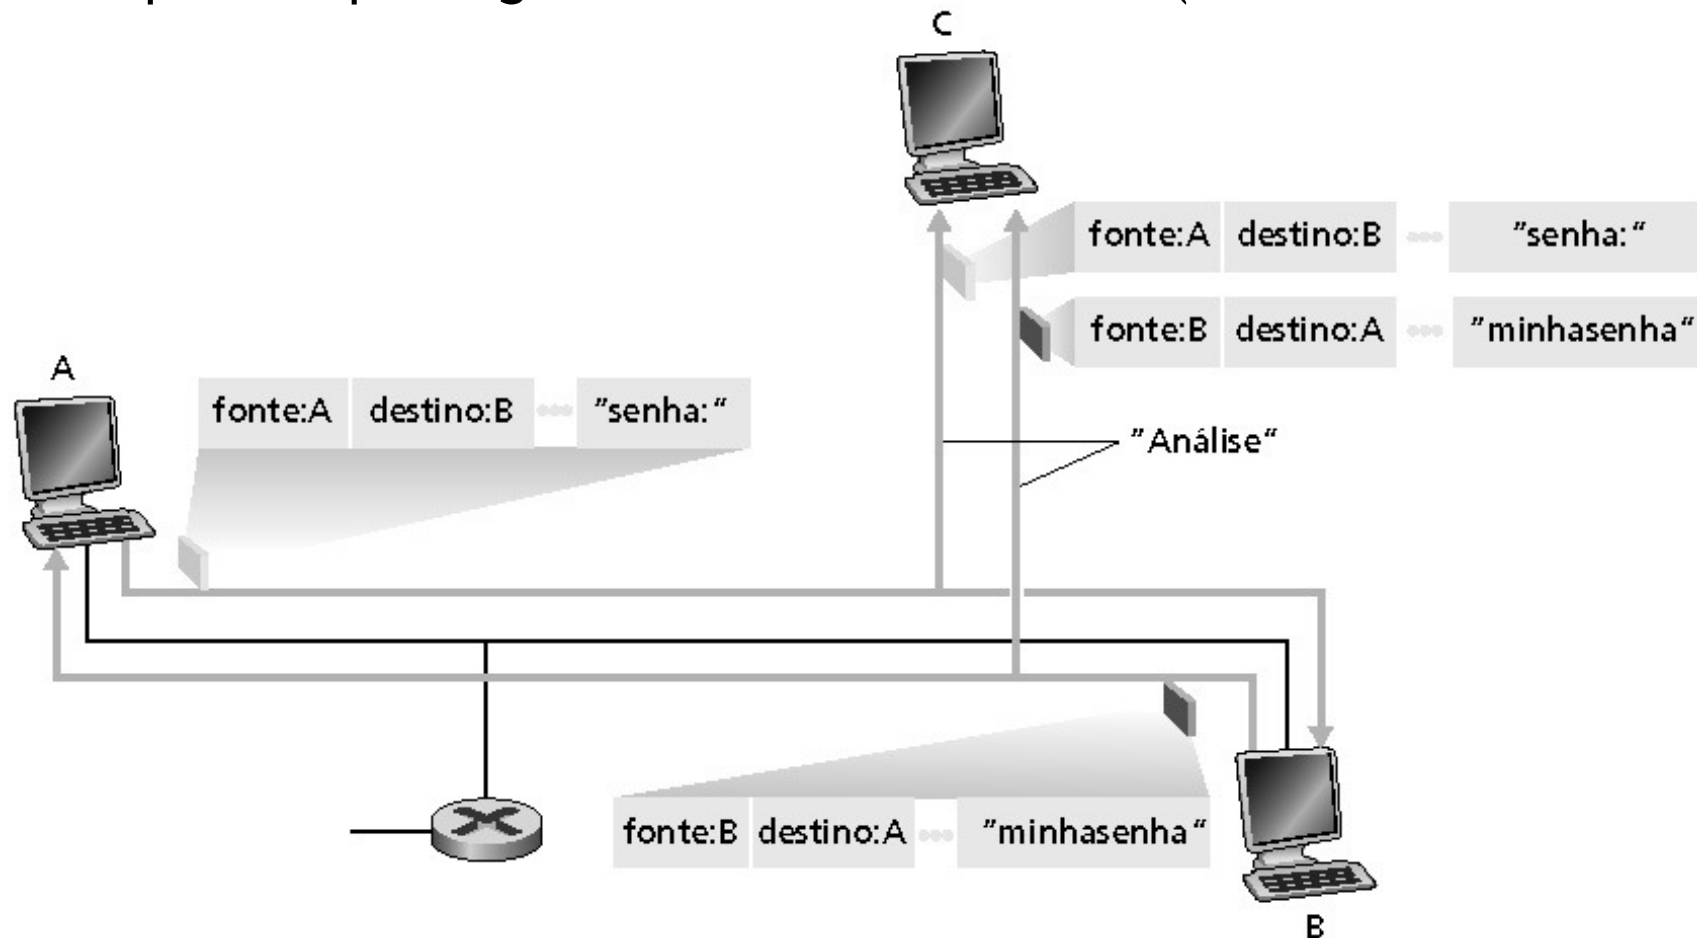 C
fonte:A destino:B ••• "senha:"
fonte:B destino:A ••• "minhasenha"
A
fonte:A destino:B ••• "senha:"
"Análise"
fonte:B destino:A ••• "minhasenha"
B